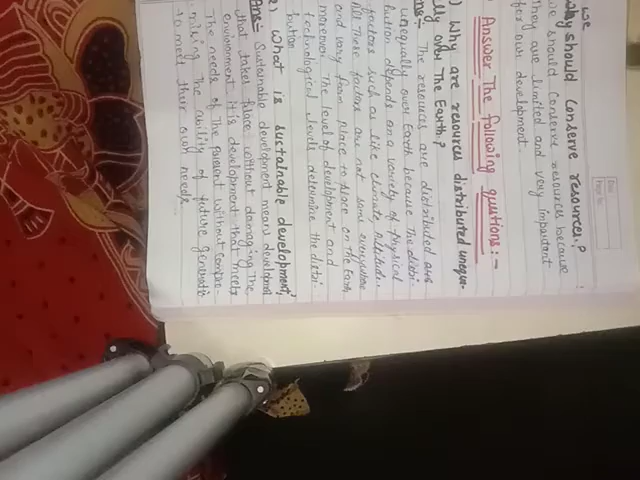 we
Why should conserve resources.?
we should conserve resources because
they are limited and very important
for our development.
Answer The following questions:-
) Why are resources distributed unequa-
lly over The Earth?
ns:- The resources are distributed
unequally over Earth because the distri-
bution depends on a variety of physical
factors such as like climate Altitude.
All These factors are not same everywhere
and vary from place to place on the Earth,
moreover The level of development and
technological levels determine the distri-
bution
) What is sustainable development,
Ans:- Sustainable development means
that takes place without damaging The
environment it is development that meets
The needs of The present without compro-
mising The ability of future
to meet their own needs.